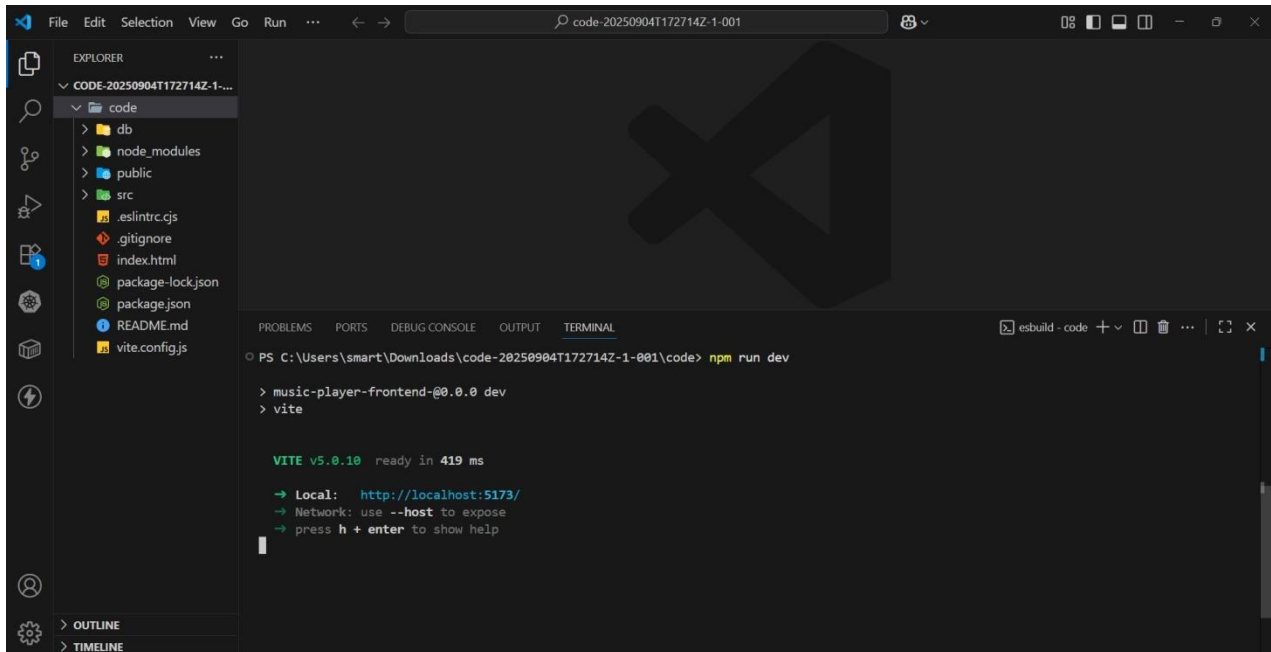 File Edit Selection View Go Run ... code-20250904T172714Z-1-001
EXPLORER ...
CODE-20250904T172714Z-1-...
code
db
node_modules
public
src
JS .eslintrc.cjs
.gitignore
5 index.html
package-lock.json
package.json
README.md
JS vite.config.js
1
OUTLINE
TIMELINE
PROBLEMS PORTS DEBUG CONSOLE OUTPUT TERMINAL esbuild - code
PS C:\Users\smart\Downloads\code-20250904T172714Z-1-001\code> npm run dev
> music-player-frontend-@0.0.0 dev
> vite
VITE v5.0.10 ready in 419 ms
→ Local: http://localhost:5173/
→ Network: use --host to expose
→ press h + enter to show help